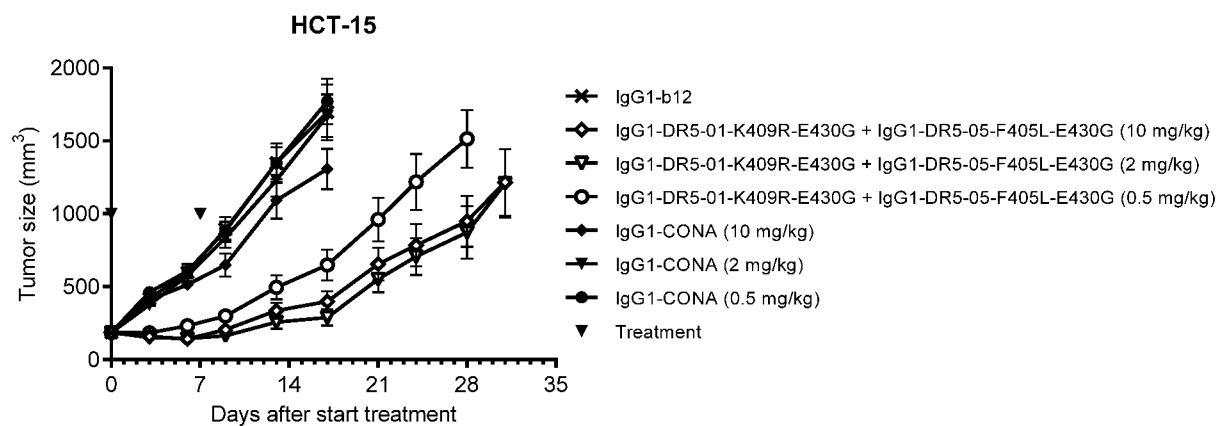 HCT-15
2000
1500
1000
500
0
Tumor size (mm³)
0 7 14 21 28 35
Days after start treatment
IgG1-b12
IgG1-DR5-01-K409R-E430G + IgG1-DR5-05-F405L-E430G (10 mg/kg)
IgG1-DR5-01-K409R-E430G + IgG1-DR5-05-F405L-E430G (2 mg/kg)
IgG1-DR5-01-K409R-E430G + IgG1-DR5-05-F405L-E430G (0.5 mg/kg)
IgG1-CONA (10 mg/kg)
IgG1-CONA (2 mg/kg)
IgG1-CONA (0.5 mg/kg)
Treatment